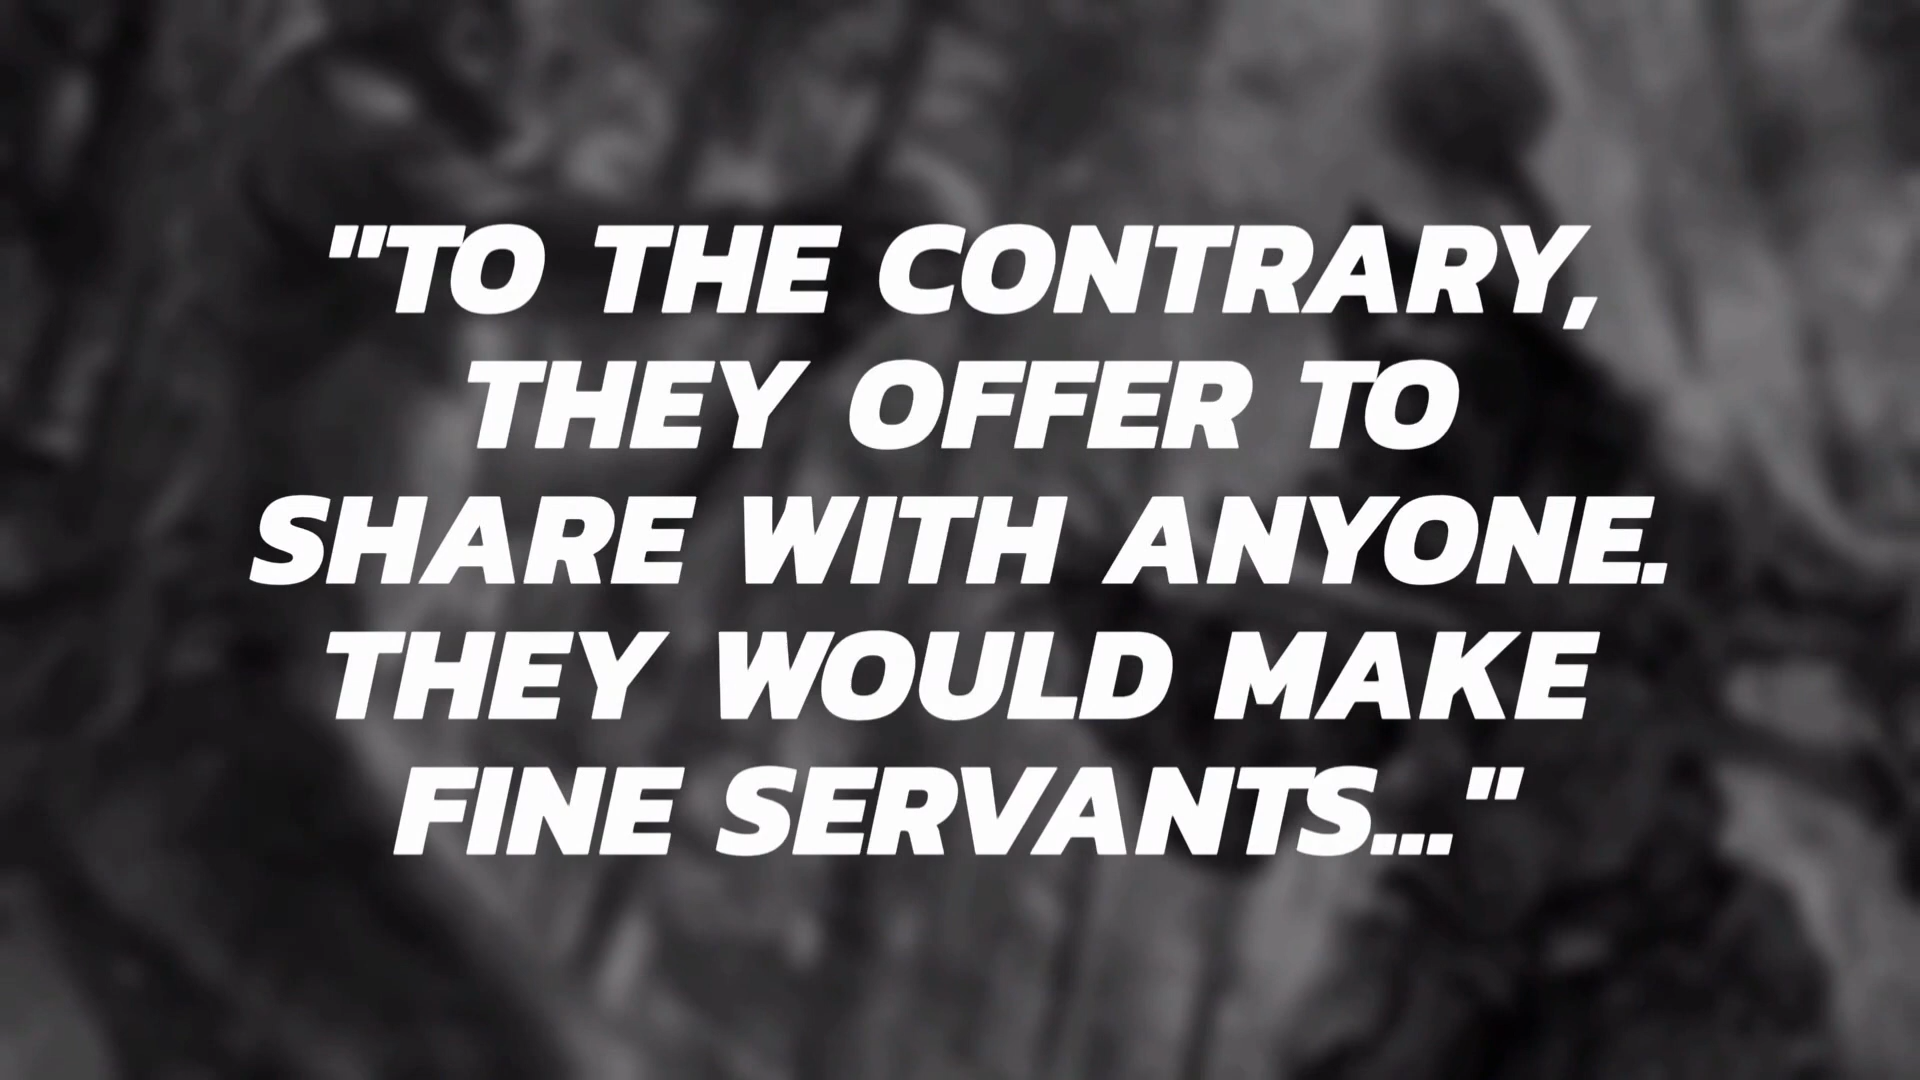 "TO THE CONTRARY,
THEY OFFER TO
SHARE WITH ANYONE.
THEY WOULD MAKE
FINE SERVANTS..."